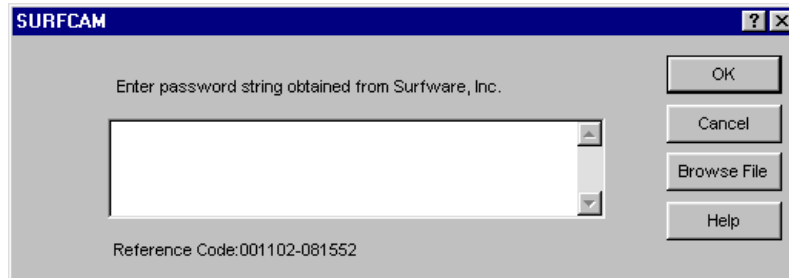 SURFCAM
Enter password string obtained from Surfware, Inc.
OK
Cancel
Browse File
Help
Reference Code:001102-081552